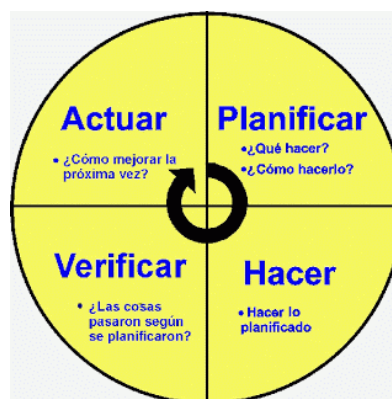 Actuar
• ¿Cómo mejorar la
próxima vez?
Planificar
•¿Qué hacer?
•¿Cómo hacerlo?
Verificar
• ¿Las cosas
pasaron según
se planificaron?
Hacer
• Hacer lo
planificado